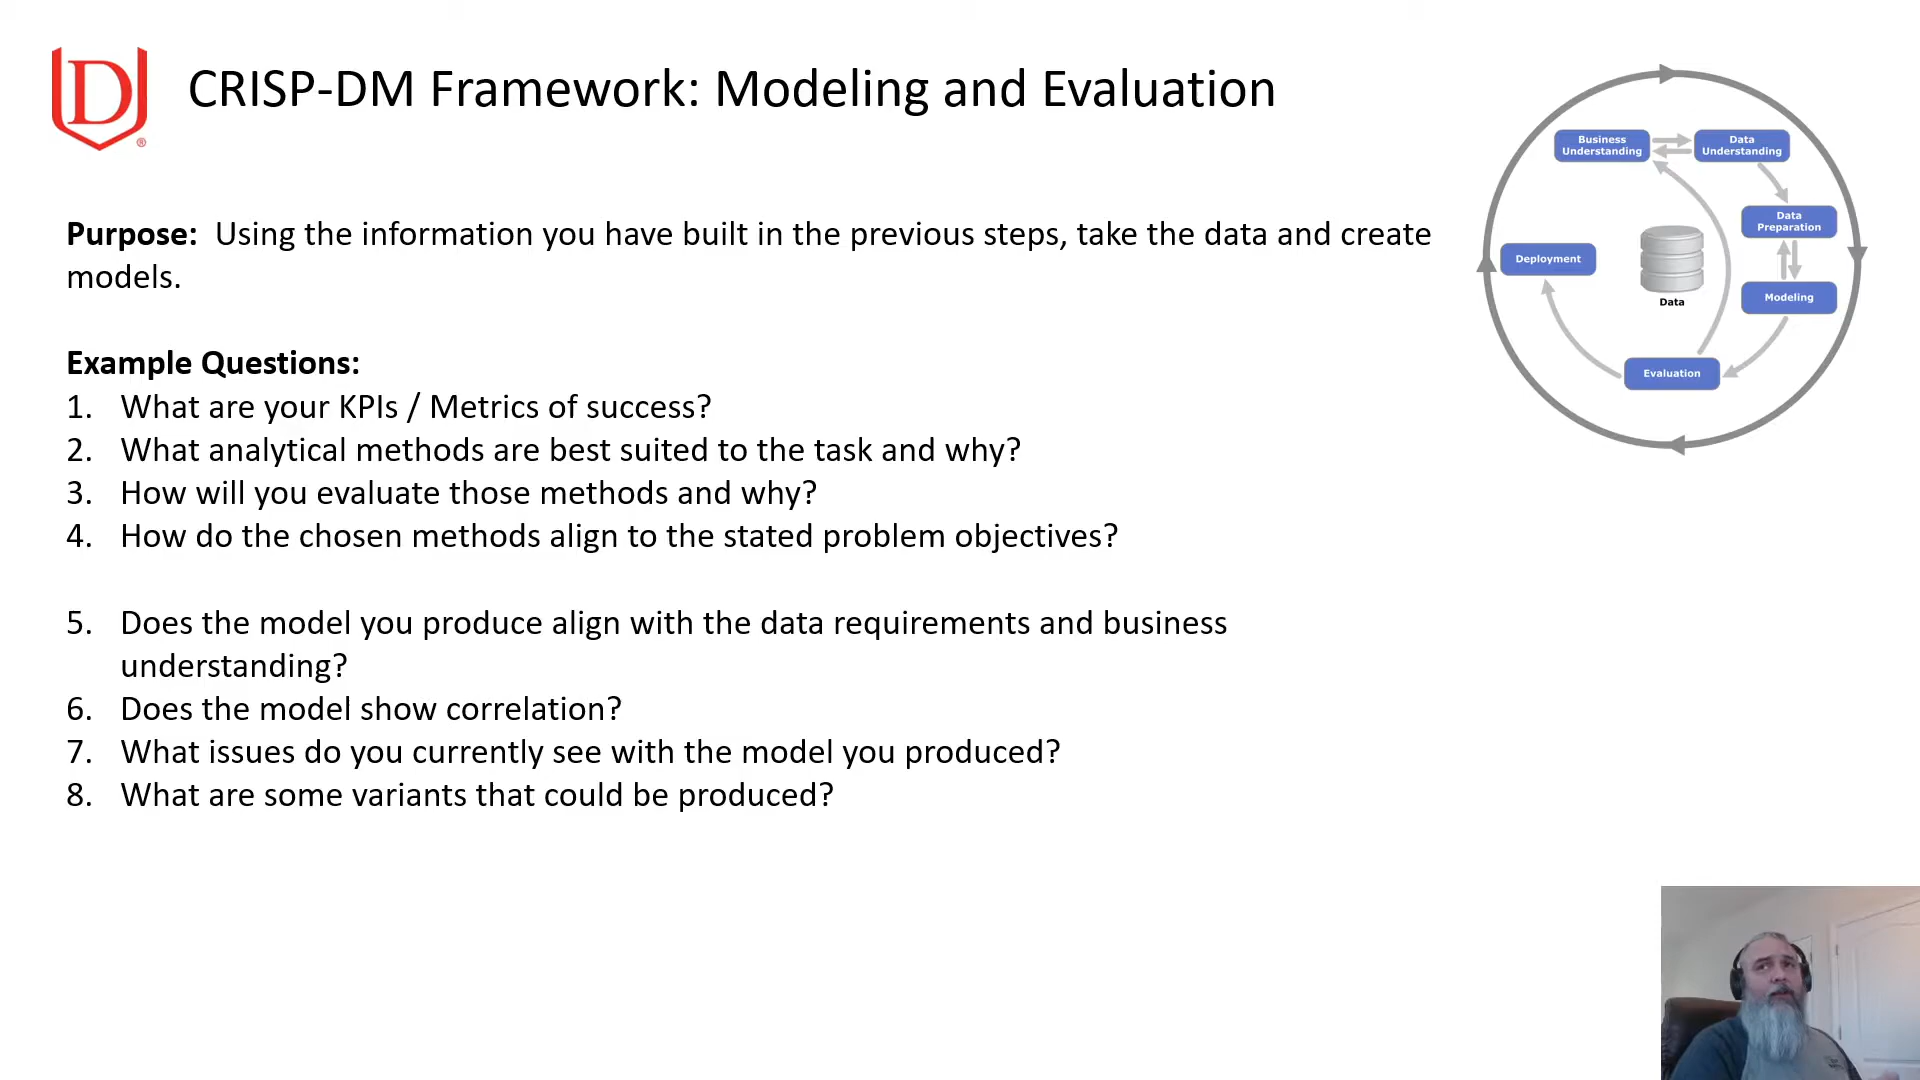 D
®
CRISP-DM Framework: Modeling and Evaluation
Purpose: Using the information you have built in the previous steps, take the data and create
models.
Example Questions:
1. What are your KPIs / Metrics of success?
2. What analytical methods are best suited to the task and why?
3. How will you evaluate those methods and why?
4. How do the chosen methods align to the stated problem objectives?
5. Does the model you produce align with the data requirements and business
understanding?
6. Does the model show correlation?
7. What issues do you currently see with the model you produced?
8. What are some variants that could be produced?
Business
Understanding
Data
Understanding
Data
Preparation
Modeling
Evaluation
Deployment
Data